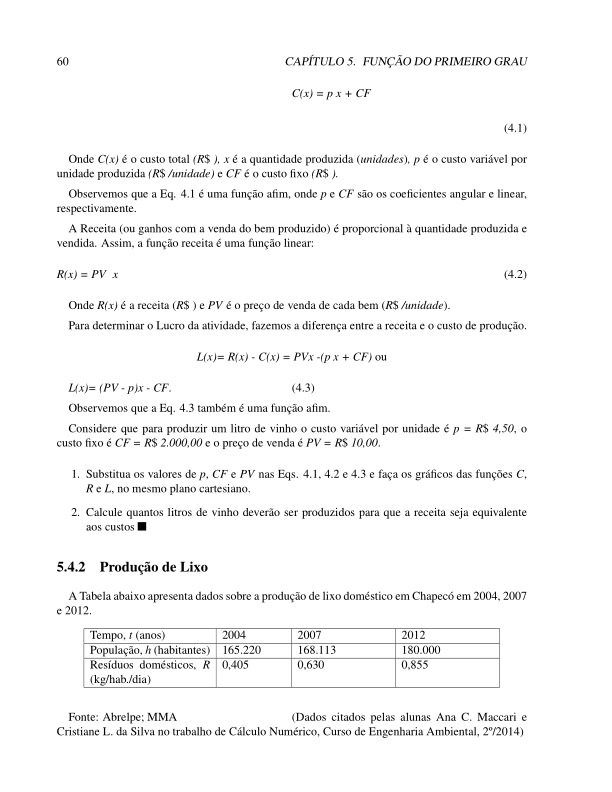 60 CAPÍTULO 5. FUNÇÃO DO PRIMEIRO GRAU
C(x) = p x + CF
(4.1)
Onde C(x) é o custo total (R$ ), x é a quantidade produzida (unidades), p é o custo variável por
unidade produzida (R$ /unidade) e CF é o custo fixo (R$ ).
Observemos que a Eq. 4.1 é uma função afim, onde p e CF são os coeficientes angular e linear,
respectivamente.
A Receita (ou ganhos com a venda do bem produzido) é proporcional à quantidade produzida e
vendida. Assim, a função receita é uma função linear:
R(x) = PV x (4.2)
Onde R(x) é a receita (R$ ) e PV é o preço de venda de cada bem (R$ /unidade).
Para determinar o Lucro da atividade, fazemos a diferença entre a receita e o custo de produção.
L(x)= R(x) - C(x) = PVx -(p x + CF) ou
L(x)= (PV - p)x - CF. (4.3)
Observemos que a Eq. 4.3 também é uma função afim.
Considere que para produzir um litro de vinho o custo variável por unidade é p = R$ 4,50, o
custo fixo é CF = R$ 2.000,00 e o preço de venda é PV = R$ 10,00.
1. Substitua os valores de p, CF e PV nas Eqs. 4.1, 4.2 e 4.3 e faça os gráficos das funções C,
R e L, no mesmo plano cartesiano.
2. Calcule quantos litros de vinho deverão ser produzidos para que a receita seja equivalente
aos custos ■
5.4.2 Produção de Lixo
A Tabela abaixo apresenta dados sobre a produção de lixo doméstico em Chapecó em 2004, 2007
e 2012.
Tempo, t (anos) 2004 2007 2012
População, h (habitantes) 165.220 168.113 180.000
Resíduos domésticos, R 0,405 0,630 0,855
(kg/hab./dia)
Fonte: Abrelpe; MMA (Dados citados pelas alunas Ana C. Maccari e
Cristiane L. da Silva no trabalho de Cálculo Numérico, Curso de Engenharia Ambiental, 2º/2014)